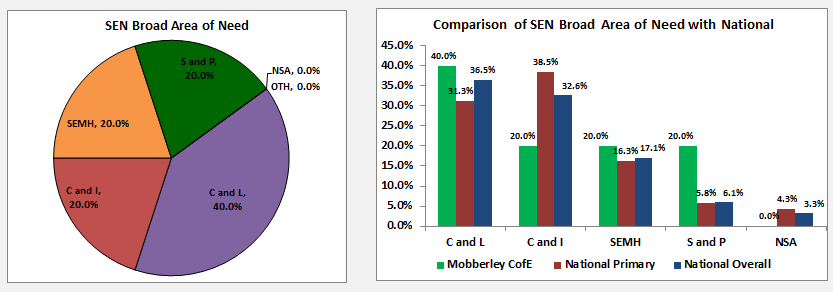 SEN Broad Area of Need
S and P,
20.0%
NSA, 0.0%
OTH, 0.0%
SEMH, 20.0%
C and I,
20.0%
C and L,
40.0%
Comparison of SEN Broad Area of Need with National
45.0%
40.0%
35.0%
30.0%
25.0%
20.0%
15.0%
10.0%
5.0%
0.0%
40.0%
31.3%
36.5%
20.0%
38.5%
32.6%
20.0%
16.3%
17.1%
20.0%
5.8%
6.1%
0.0%
4.3%
3.3%
C and L
C and I
SEMH
S and P
NSA
Mobberley CofE
National Primary
National Overall